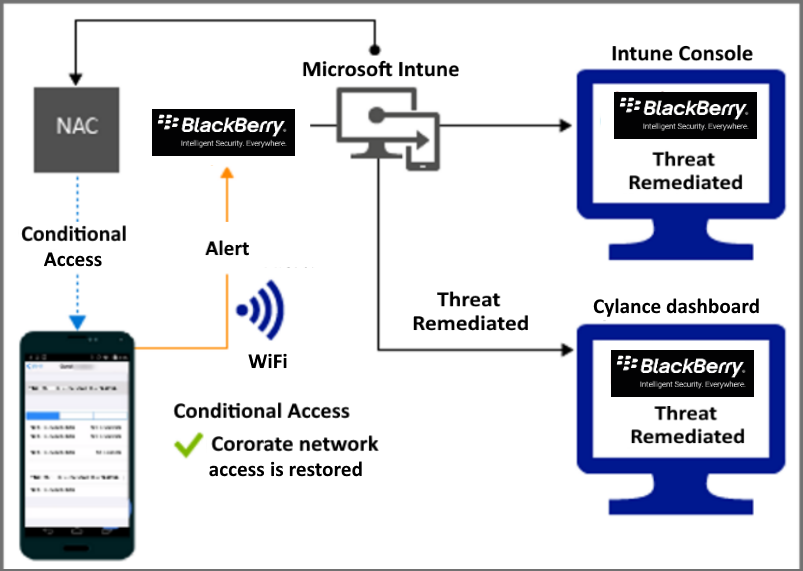 Microsoft Intune
Intune Console
NAC
BlackBerry®
Intelligent Security. Everywhere.
BlackBerry®
Intelligent Security. Everywhere.
Threat
Remediated
Conditional
Access
Alert
WiFi
Threat
Remediated
Cylance dashboard
BlackBerry®
Intelligent Security. Everywhere.
Threat
Remediated
Conditional Access
Cororate network
access is restored